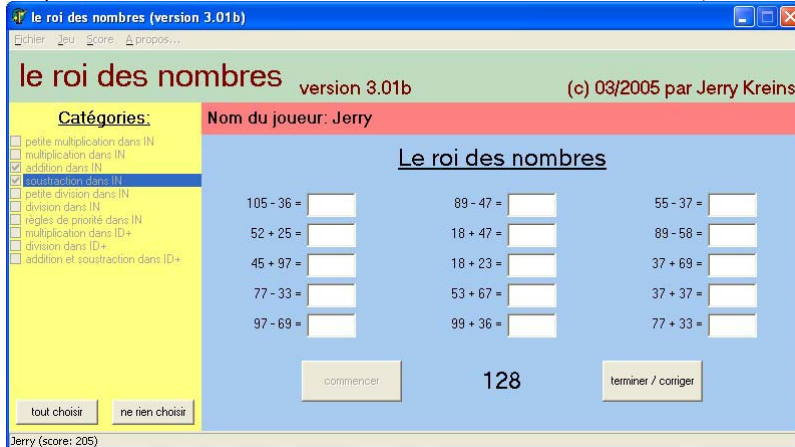 le roi des nombres (version 3.01b)
Fichier Jeu Score A propos...
le roi des nombres version 3.01b (c) 03/2005 par Jerry Kreins
Catégories:
petite multiplication dans IN
multiplication dans IN
addition dans IN
soustraction dans IN
petite division dans IN
division dans IN
règles de priorité dans IN
multiplication dans ID+
division dans ID+
addition et soustraction dans ID+
tout choisir ne rien choisir
Nom du joueur: Jerry
Le roi des nombres
105 - 36 = 89 - 47 = 55 - 37 =
52 + 25 = 18 + 47 = 89 - 58 =
45 + 97 = 18 + 23 = 37 + 69 =
77 - 33 = 53 + 67 = 37 + 37 =
97 - 69 = 99 + 36 = 77 + 33 =
commencer 128 terminer / corriger
Jerry (score: 205)